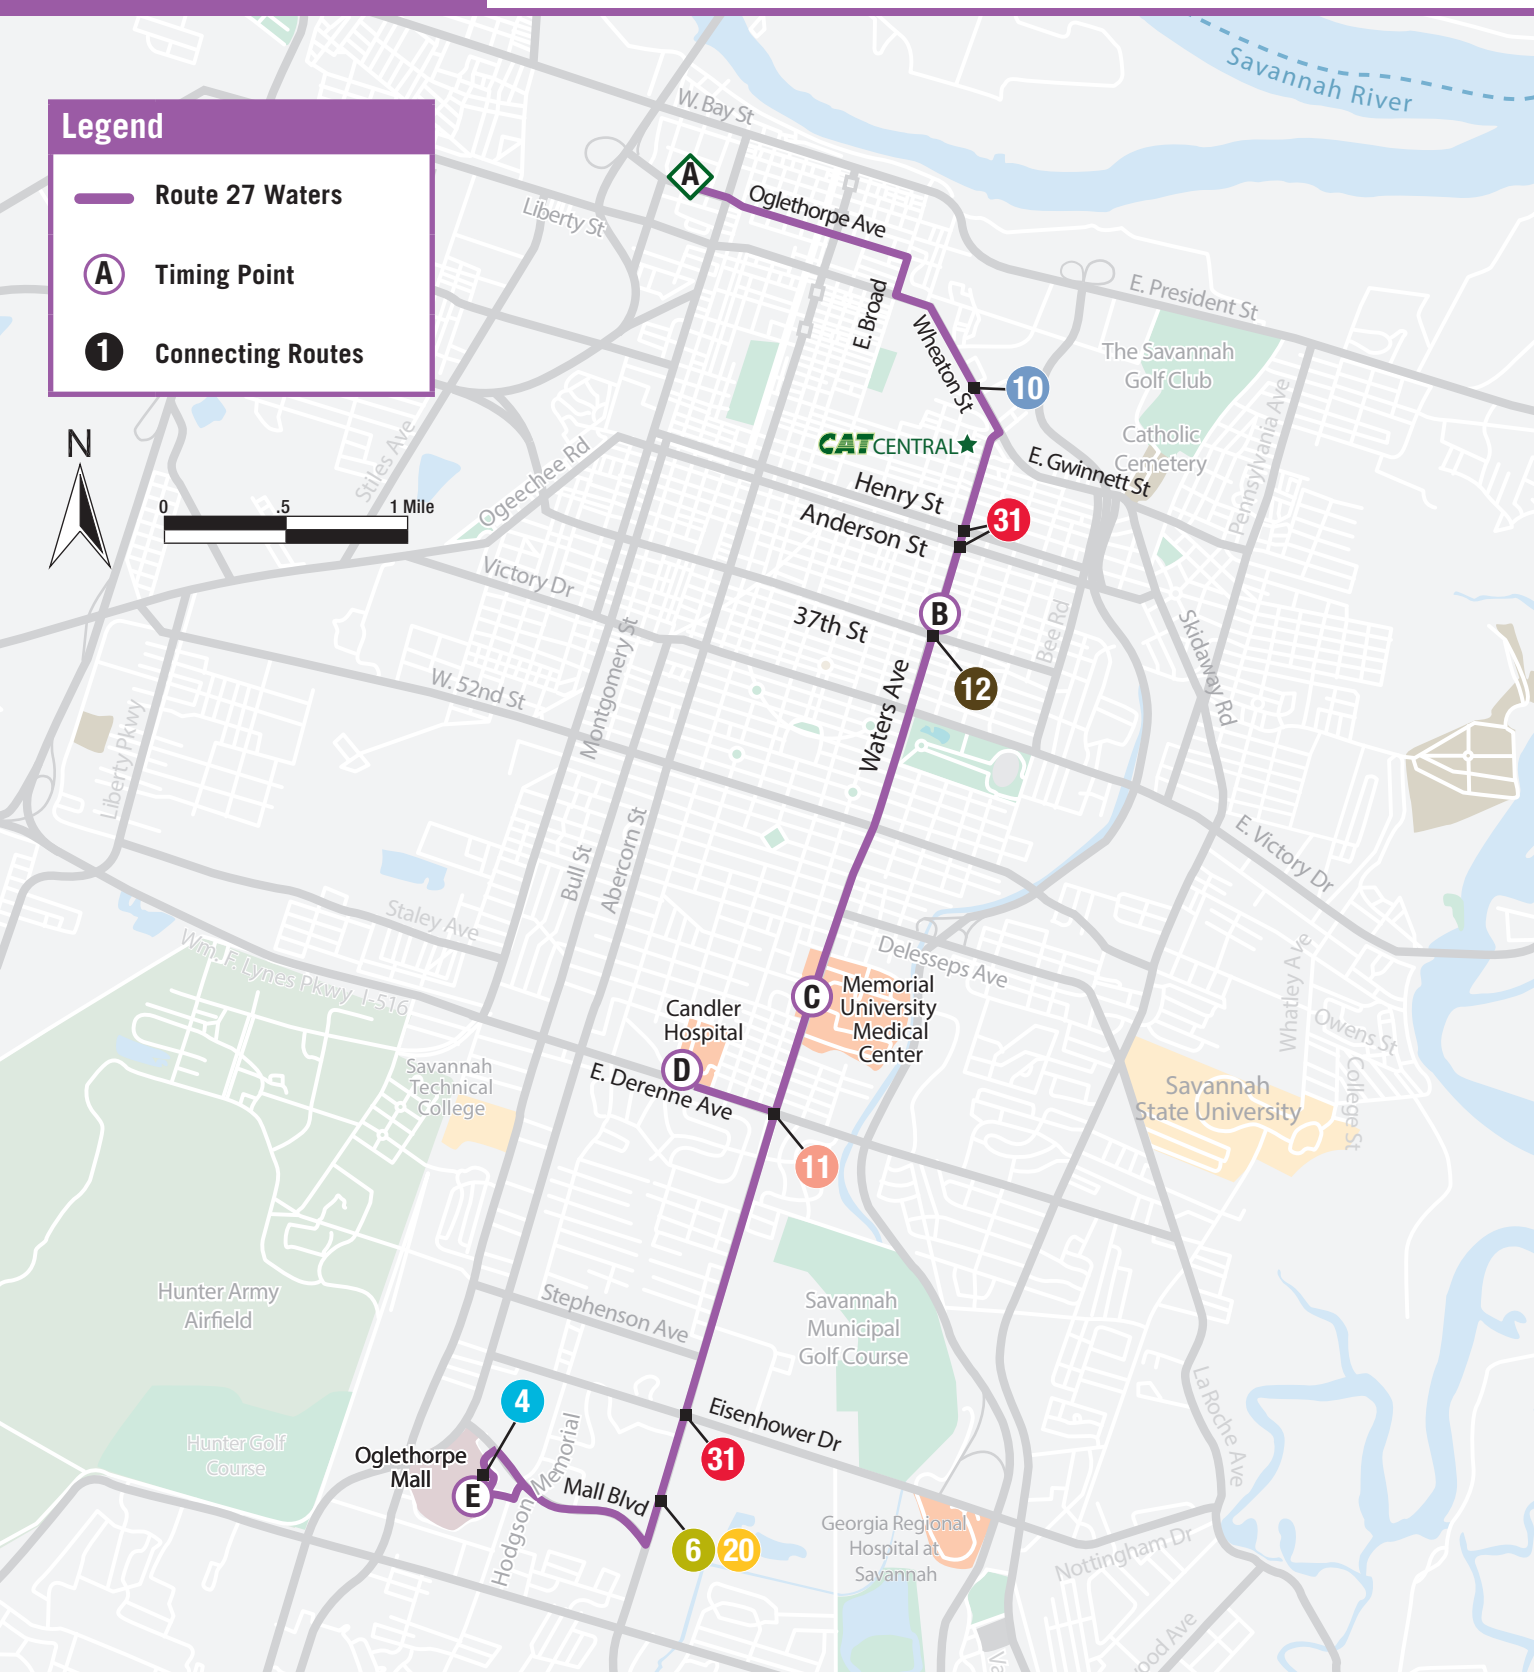 Savannah River
W. Bay St
Legend
Route 27 Waters
A
Timing Point
1
Connecting Routes
A
Oglethorpe Ave
Liberty St
E. President St
E. Broad
Wheaton St
The Savannah
Golf Club
10
Pennsylvania Ave
N
Stiles Ave
Ogeechee Rd
CAT CENTRAL
Catholic
Cemetery
E. Gwinnett St
0 .5 1 Mile
Henry St
31
Anderson St
Victory Dr
B
37th St
Montgomery St
Bee Rd
Skidaway Rd
12
W. 52nd St
Waters Ave
Liberty Pkwy
Abercorn St
Bull St
E. Victory Dr
Staley Ave
Wm. F. Lynes Pkwy I-516
Delesseps Ave
Whatley Ave
C
Memorial
University
Medical
Center
Candler
Hospital
Owens St
D
E. Derenne Ave
Savannah
Technical
College
Savannah
State University
College St
11
Hunter Army
Airfield
Stephenson Ave
Savannah
Municipal
Golf Course
La Roche Ave
4
Eisenhower Dr
Hunter Golf
Course
Oglethorpe
Mall
Hodgson Memorial
31
E
Mall Blvd
6
20
Georgia Regional
Hospital at
Savannah
Nottingham Dr
ood Ave
Va